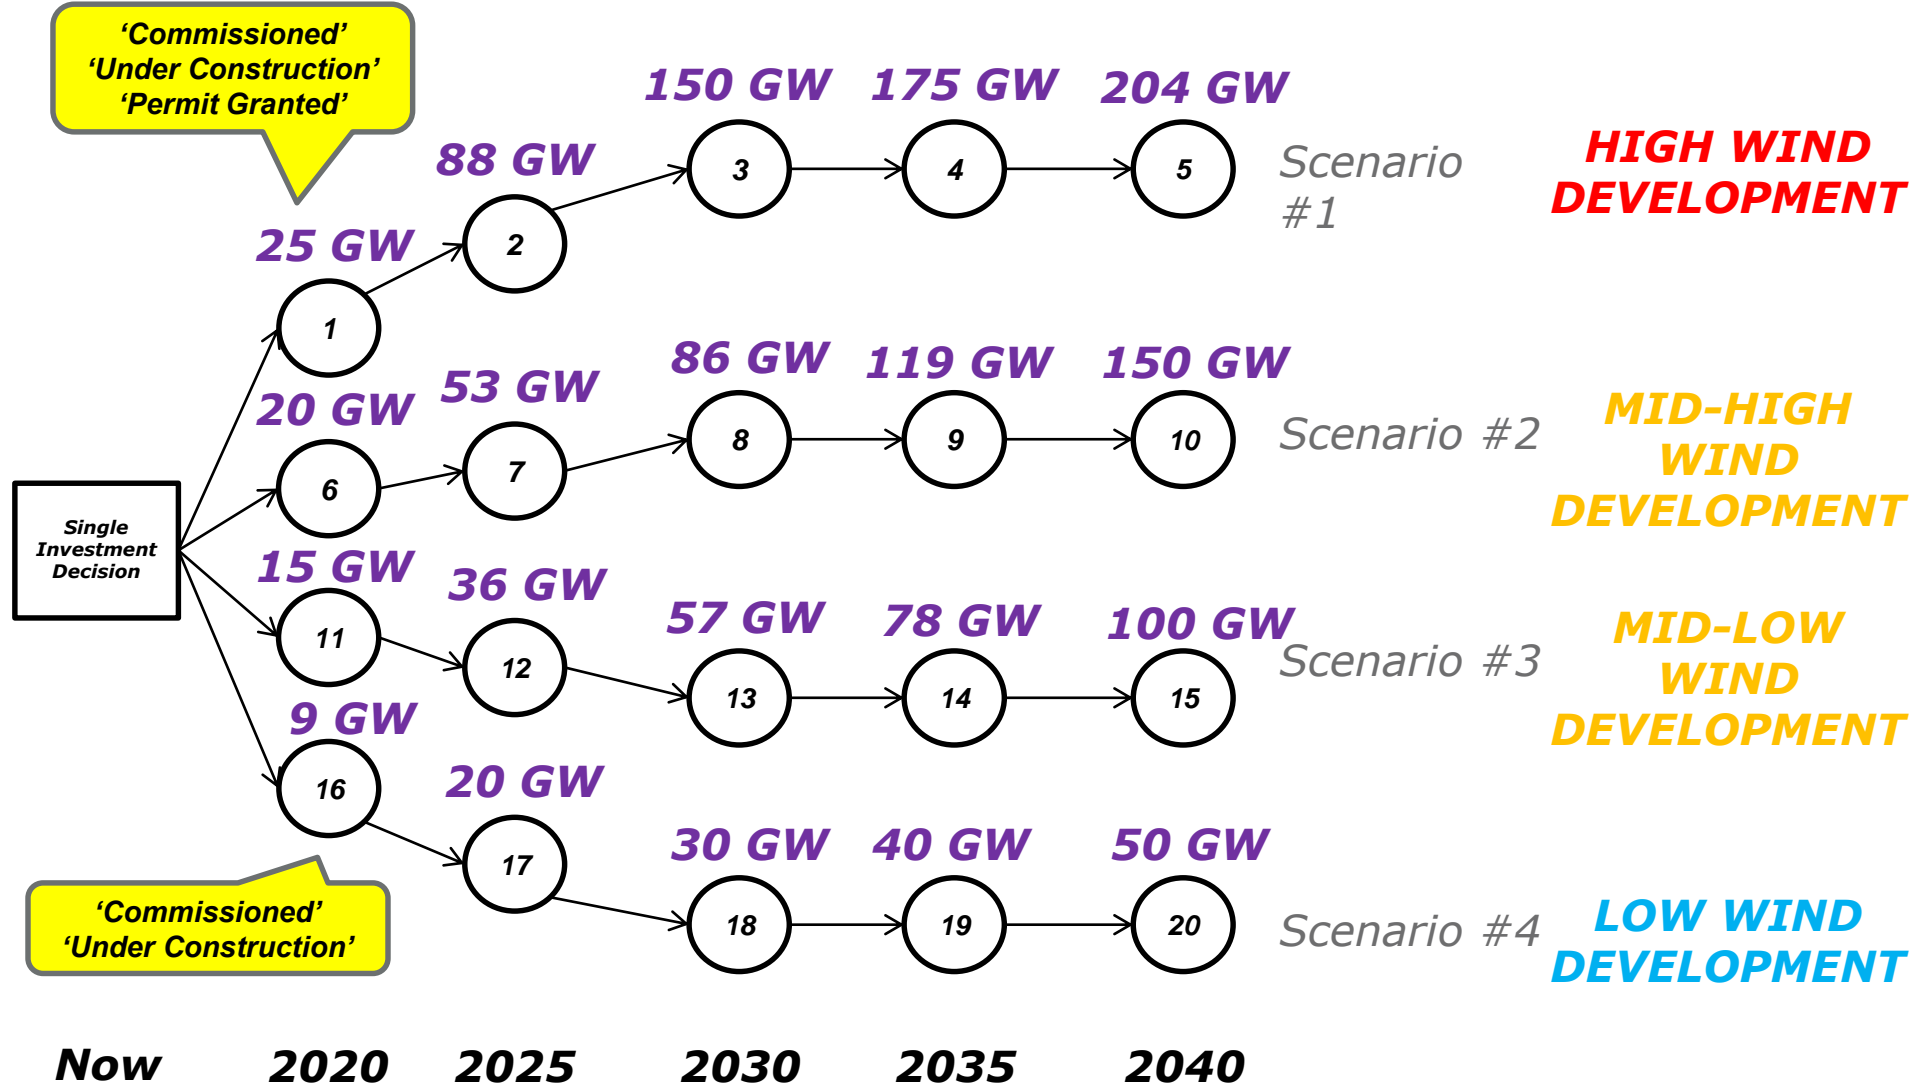 ‘Commissioned’
‘Under Construction’
‘Permit Granted’
150 GW
175 GW
204 GW
88 GW
25 GW
1
2
3
4
5
Scenario
#1
HIGH WIND
DEVELOPMENT
20 GW
53 GW
86 GW
119 GW
150 GW
6
7
8
9
10
Scenario #2
MID-HIGH
WIND
DEVELOPMENT
Single
Investment
Decision
15 GW
36 GW
57 GW
78 GW
100 GW
11
12
13
14
15
Scenario #3
MID-LOW
WIND
DEVELOPMENT
9 GW
20 GW
30 GW
40 GW
50 GW
16
17
18
19
20
Scenario #4
LOW WIND
DEVELOPMENT
‘Commissioned’
‘Under Construction’
Now
2020
2025
2030
2035
2040